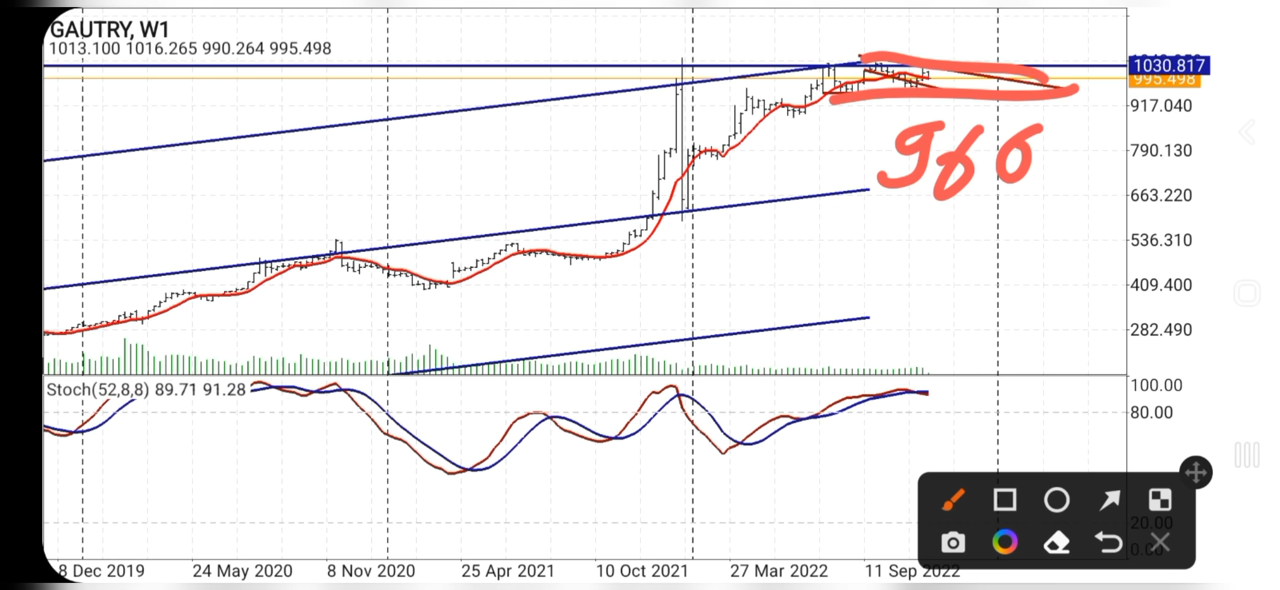 GAUTRY, W1
1013.100 1016.265 990.264 995.498
1030.817
995.498
917.040
790.130
663.220
536.310
409.400
282.490
Stoch(52,8,8) 89.71 91.28
100.00
80.00
20.00
8 Dec 2019 24 May 2020 8 Nov 2020 25 Apr 2021 10 Oct 2021 27 Mar 2022 11 Sep 2022